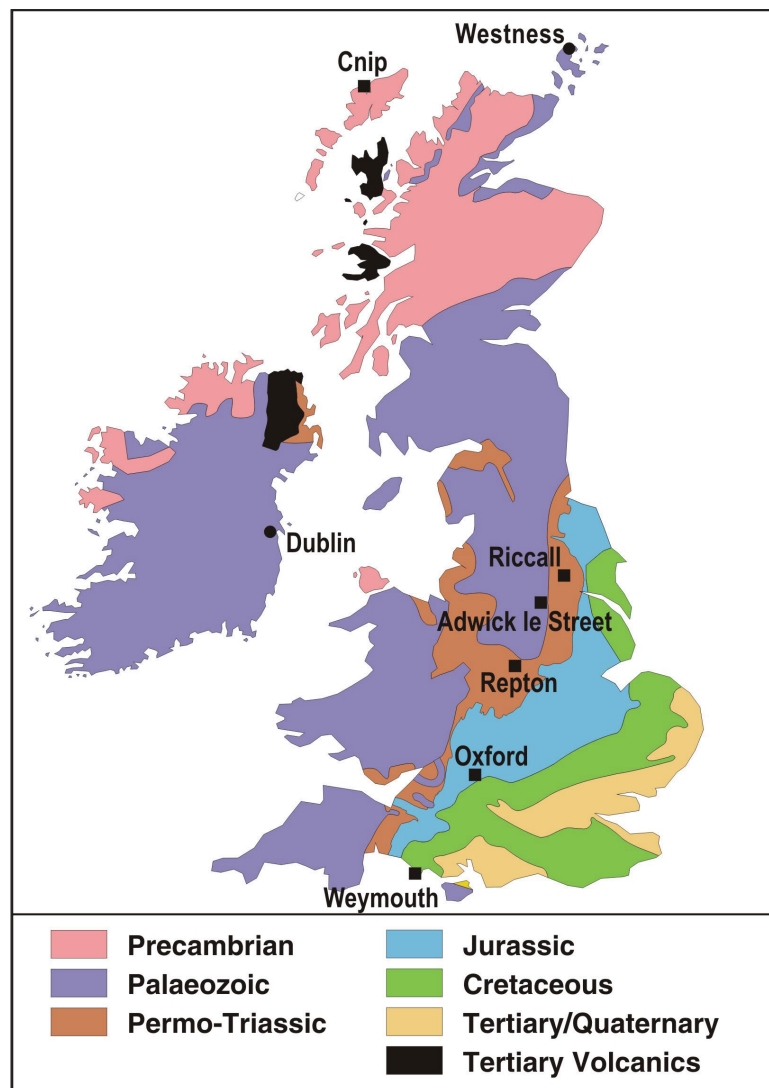 Westness
Cnip
Dublin
Riccall
Adwick le Street
Repton
Oxford
Weymouth
Precambrian
Palaeozoic
Permo-Triassic
Jurassic
Cretaceous
Tertiary/Quaternary
Tertiary Volcanics